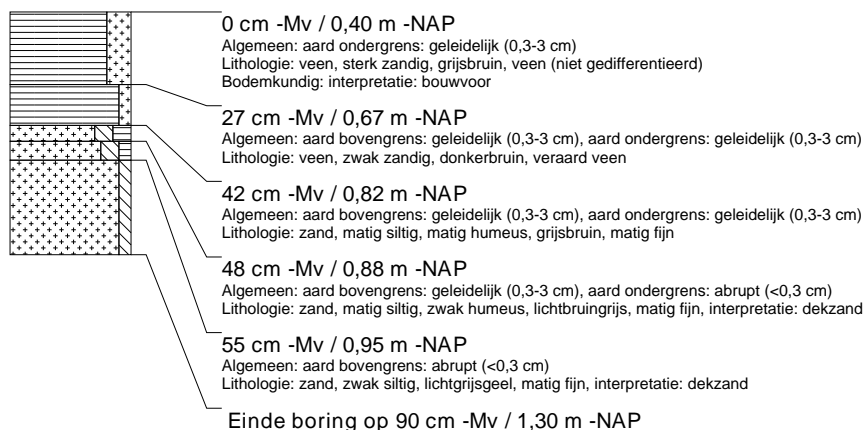 0 cm -Mv / 0,40 m -NAP
Algemeen: aard ondergrens: geleidelijk (0,3-3 cm)
Lithologie: veen, sterk zandig, grijsbruin, veen (niet gedifferentieerd)
Bodemkundig: interpretatie: bouwvoor
27 cm -Mv / 0,67 m -NAP
Algemeen: aard bovengrens: geleidelijk (0,3-3 cm), aard ondergrens: geleidelijk (0,3-3 cm)
Lithologie: veen, zwak zandig, donkerbruin, veraard veen
42 cm -Mv / 0,82 m -NAP
Algemeen: aard bovengrens: geleidelijk (0,3-3 cm), aard ondergrens: geleidelijk (0,3-3 cm)
Lithologie: zand, matig siltig, matig humeus, grijsbruin, matig fijn
48 cm -Mv / 0,88 m -NAP
Algemeen: aard bovengrens: geleidelijk (0,3-3 cm), aard ondergrens: abrupt (<0,3 cm)
Lithologie: zand, matig siltig, zwak humeus, lichtbruingrijs, matig fijn, interpretatie: dekzand
55 cm -Mv / 0,95 m -NAP
Algemeen: aard bovengrens: abrupt (<0,3 cm)
Lithologie: zand, zwak siltig, lichtgrijsgeel, matig fijn, interpretatie: dekzand
Einde boring op 90 cm -Mv / 1,30 m -NAP